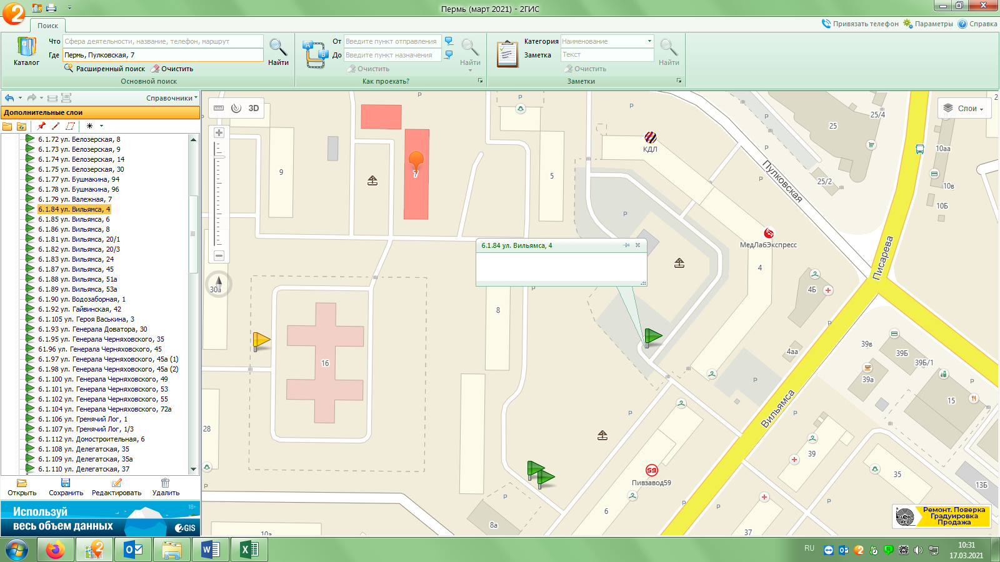 Пермь (март 2021) - 2ГИС
Поиск
Привязать телефон
Параметры
Справка
Каталог
Что
Сфера деятельности, название, телефон, маршрут
Где
Пермь, Пулковская, 7
Найти
Расширенный поиск
Очистить
Основной поиск
От
Введите пункт отправления
До
Введите пункт назначения
Найти
Очистить
Как проехать?
Категория
Наименование
Заметка
Текст
Найти
Очистить
Заметки
Справочники
Дополнительные слои
6.1.72 ул. Белозерская, 8
6.1.73 ул. Белозерская, 9
6.1.74 ул. Белозерская, 14
6.1.75 ул. Белозерская, 30
6.1.77 ул. Бушмакина, 94
6.1.78 ул. Бушмакина, 96
6.1.79 ул. Валежная, 7
6.1.84 ул. Вильямса, 4
6.1.85 ул. Вильямса, 6
6.1.86 ул. Вильямса, 8
6.1.81 ул. Вильямса, 20/1
6.1.82 ул. Вильямса, 20/3
6.1.83 ул. Вильямса, 24
6.1.87 ул. Вильямса, 45
6.1.88 ул. Вильямса, 51а
6.1.89 ул. Вильямса, 53а
6.1.90 ул. Водозаборная, 1
6.1.92 ул. Гайвинская, 42
6.1.105 ул. Героя Васькина, 3
6.1.93 ул. Генерала Доватора, 30
6.1.95 ул. Генерала Черняховского, 35
61.96 ул. Генерала Черняховского, 45
6.1.97 ул. Генерала Черняховского, 45а (1)
6.1.98 ул. Генерала Черняховского, 45а (2)
6.1.100 ул. Генерала Черняховского, 49
6.1.101 ул. Генерала Черняховского, 53
6.1.102 ул. Генерала Черняховского, 55
6.1.104 ул. Генерала Черняховского, 72а
6.1.106 ул. Гремячий Лог, 1
6.1.107 ул. Гремячий Лог, 1/3
6.1.112 ул. Домостроительная, 6
6.1.108 ул. Делегатская, 35
6.1.109 ул. Делегатская, 35а
6.1.110 ул. Делегатская, 37
Открыть
Сохранить
Редактировать
Удалить
Используй
весь объем данных
18+
2GIS
3D
Слои
25/4
25
10аа
КДЛ
9
7
5
Пулковская
25/2
10в
10Б
МедЛабЭкспресс
Писарева
6.1.84 ул. Вильямса, 4
4
30а
4Б
8
16
39в
39Б
4аа
39Б/1
39а
15
Вильямса
28
39
Пивзавод59
35
13Б
6
8а
10а
37
Ремонт. Поверка
Градуировка
Продажа
RU
10:31
17.03.2021